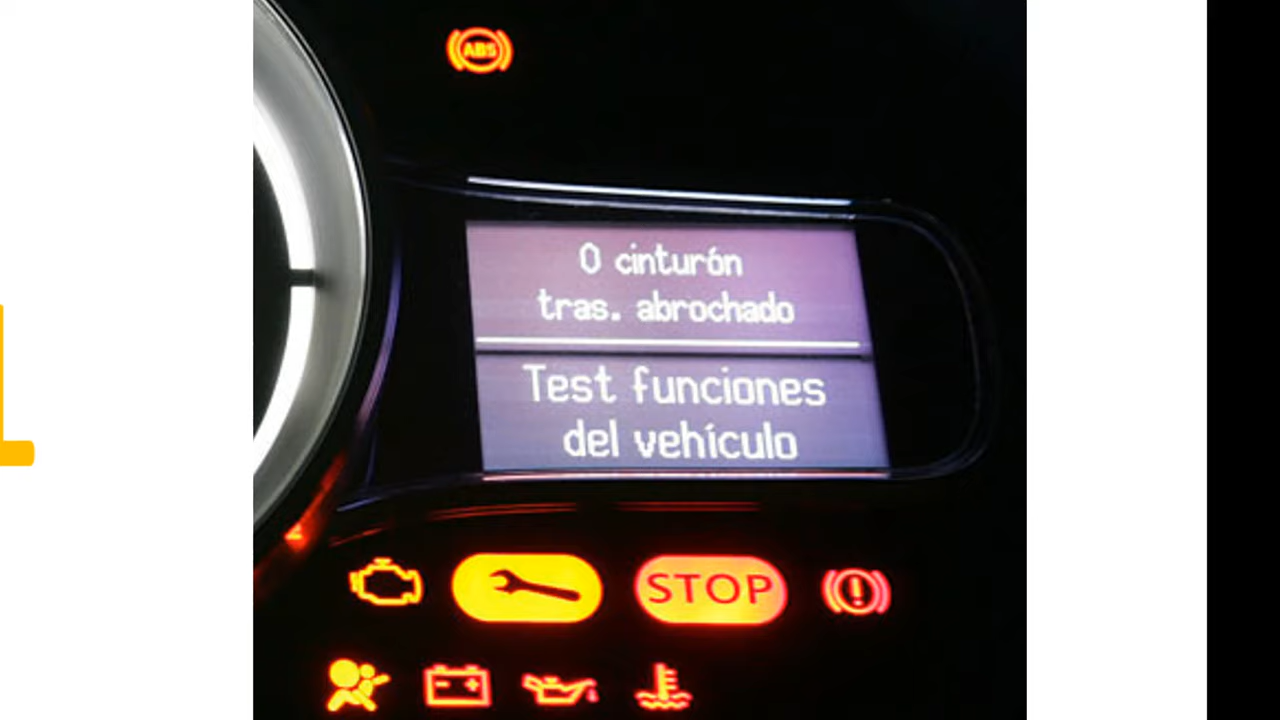 ABS
0 cinturón
tras. abrochado
Test funciones
del vehículo
STOP